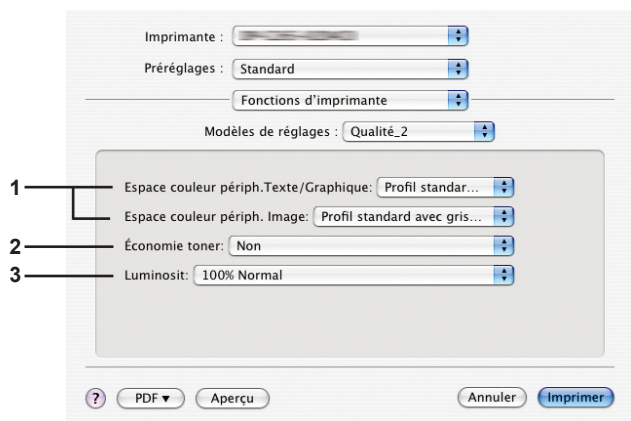 Imprimante :
Préréglages : Standard
Fonctions d'imprimante
Modèles de réglages : Qualité_2
1 Espace couleur périph.Texte/Graphique: Profil standar...
Espace couleur périph. Image: Profil standard avec gris...
2 Économie toner: Non
3 Luminosit: 100% Normal
? PDF ▼ Aperçu Annuler Imprimer